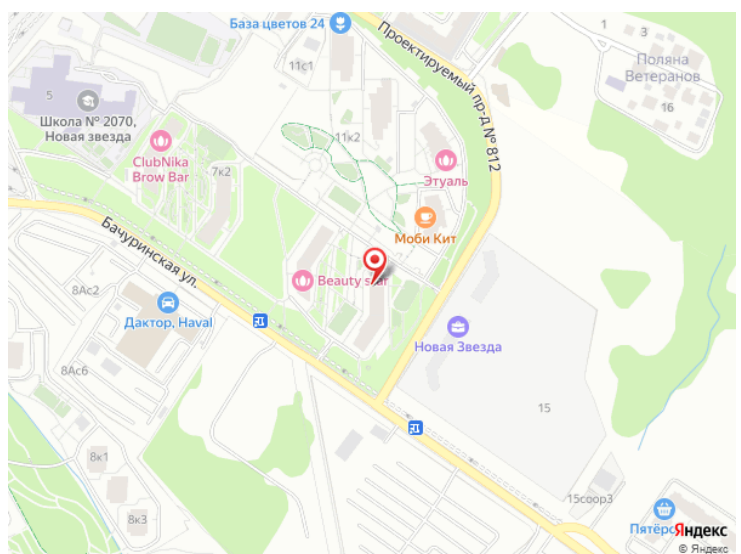 База цветов 24
11с1
Проектируемый пр-д № 812
1
3
Поляна
Ветеранов
16
5
Школа № 2070,
Новая звезда
ClubNika
Brow Bar
7к2
11к2
Этуаль
Моби Кит
Бачуринская ул.
Beauty star
8Ас2
Дактор, Haval
Новая Звезда
8Ас6
15
8к1
8к3
15соор3
Яндекс
© Яндекс